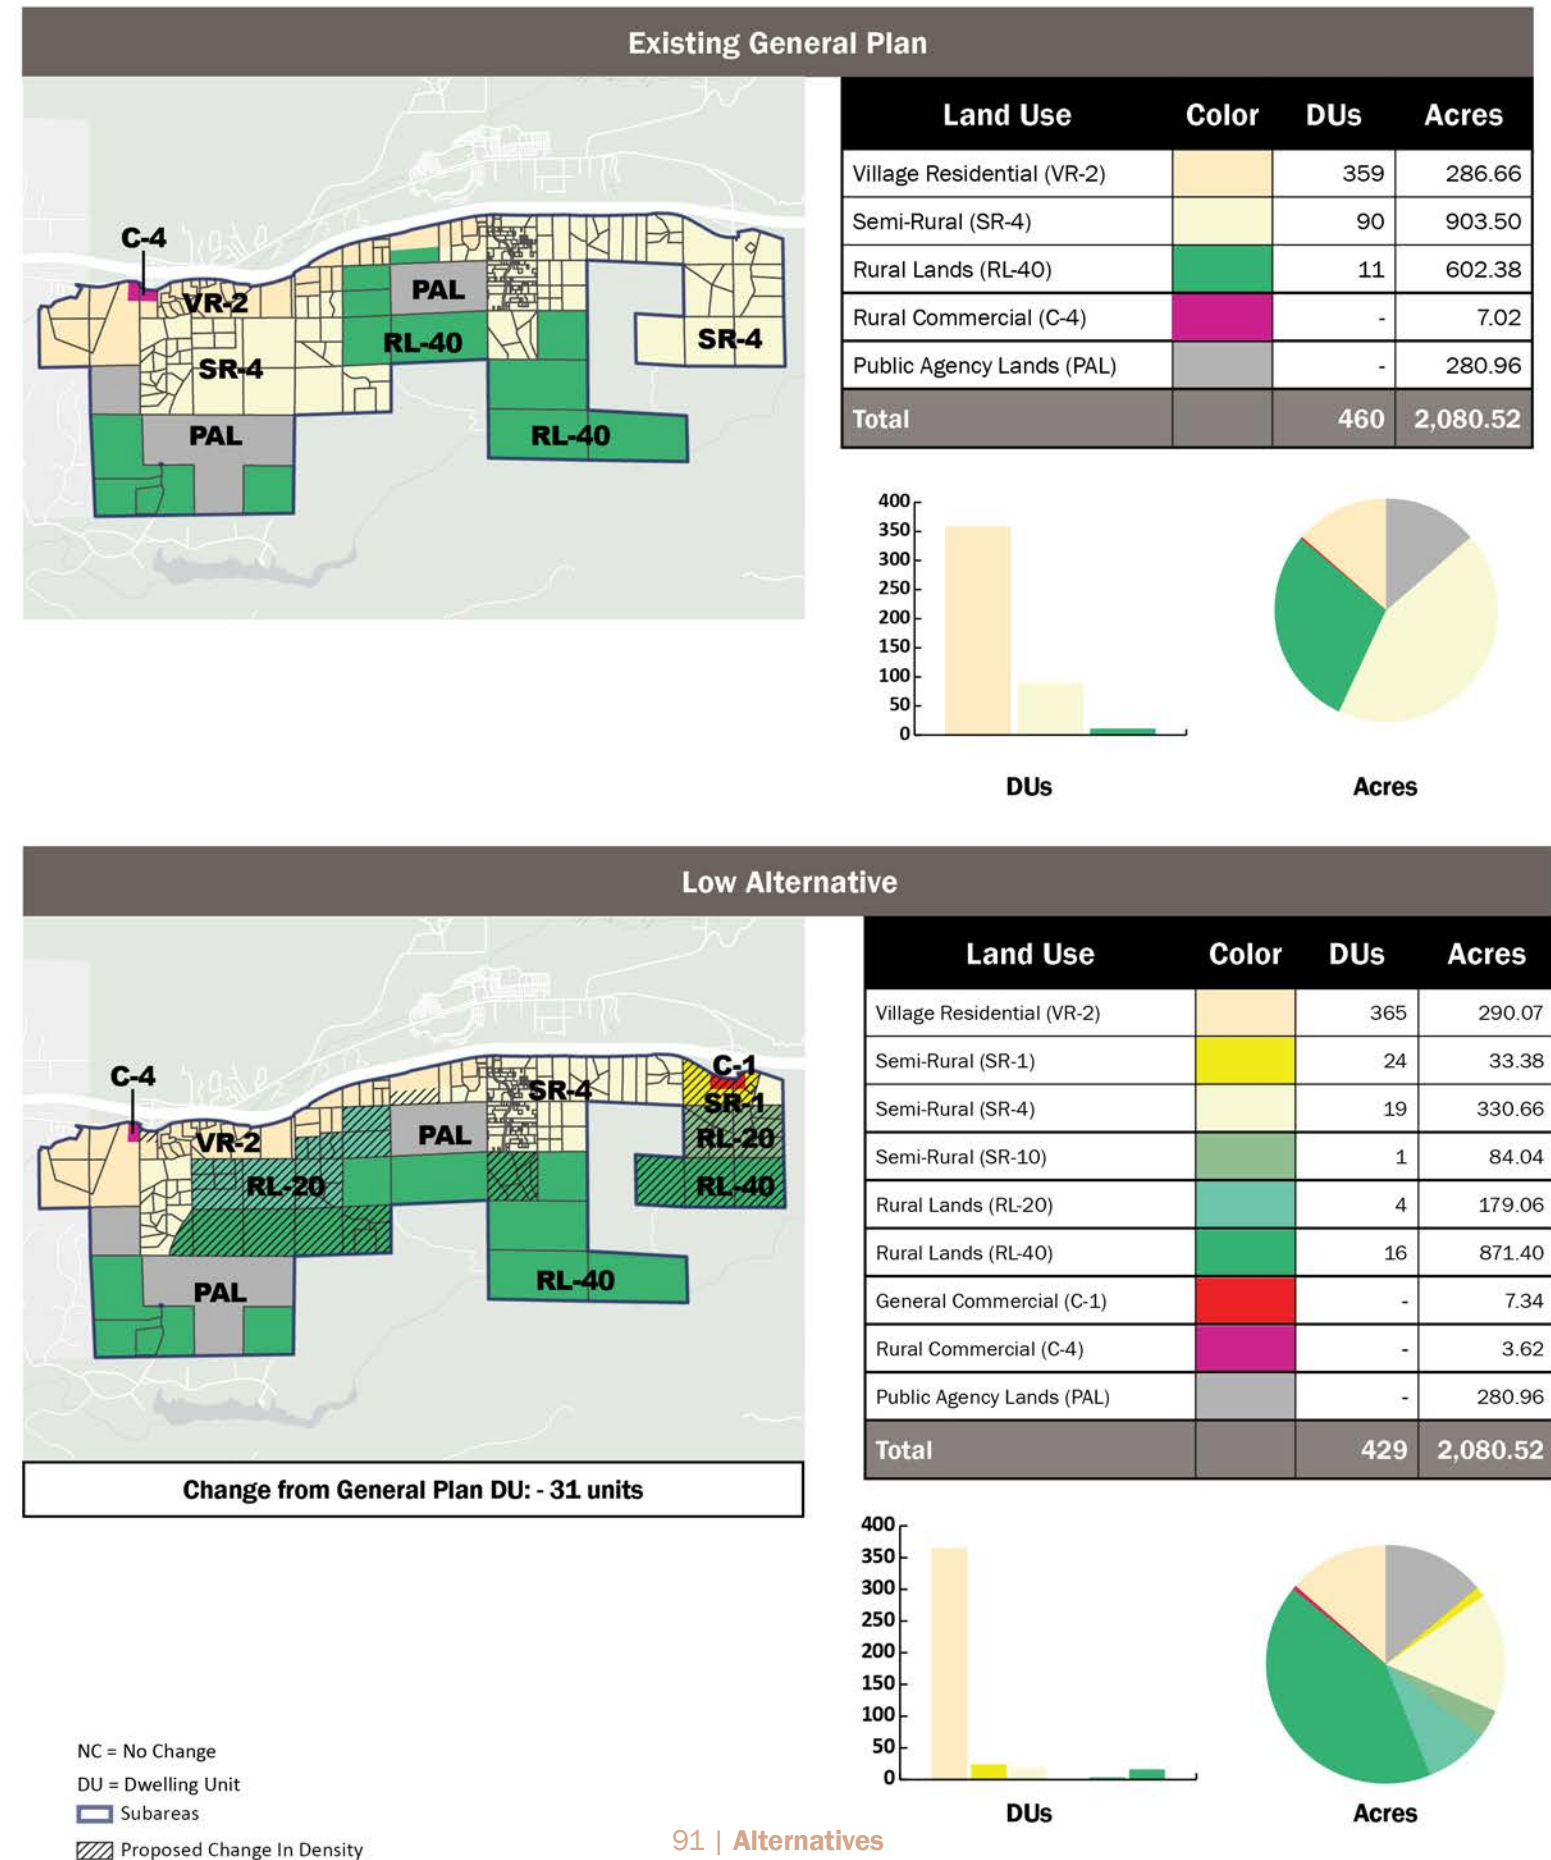 Existing General Plan
C-4
VR-2
PAL
RL-40
SR-4
SR-4
PAL
RL-40
Land Use Color DUs Acres
Village Residential (VR-2) 359 286.66
Semi-Rural (SR-4) 90 903.50
Rural Lands (RL-40) 11 602.38
Rural Commercial (C-4) - 7.02
Public Agency Lands (PAL) - 280.96
Total 460 2,080.52
400
350
300
250
200
150
100
50
0
DUs
Acres
Low Alternative
C-4
C-1
SR-4
SR-1
VR-2
PAL
RL-20
RL-20
RL-40
PAL
RL-40
Change from General Plan DU: - 31 units
Land Use Color DUs Acres
Village Residential (VR-2) 365 290.07
Semi-Rural (SR-1) 24 33.38
Semi-Rural (SR-4) 19 330.66
Semi-Rural (SR-10) 1 84.04
Rural Lands (RL-20) 4 179.06
Rural Lands (RL-40) 16 871.40
General Commercial (C-1) - 7.34
Rural Commercial (C-4) - 3.62
Public Agency Lands (PAL) - 280.96
Total 429 2,080.52
400
350
300
250
200
150
100
50
0
DUs
Acres
NC = No Change
DU = Dwelling Unit
Subareas
Proposed Change In Density
91 | Alternatives